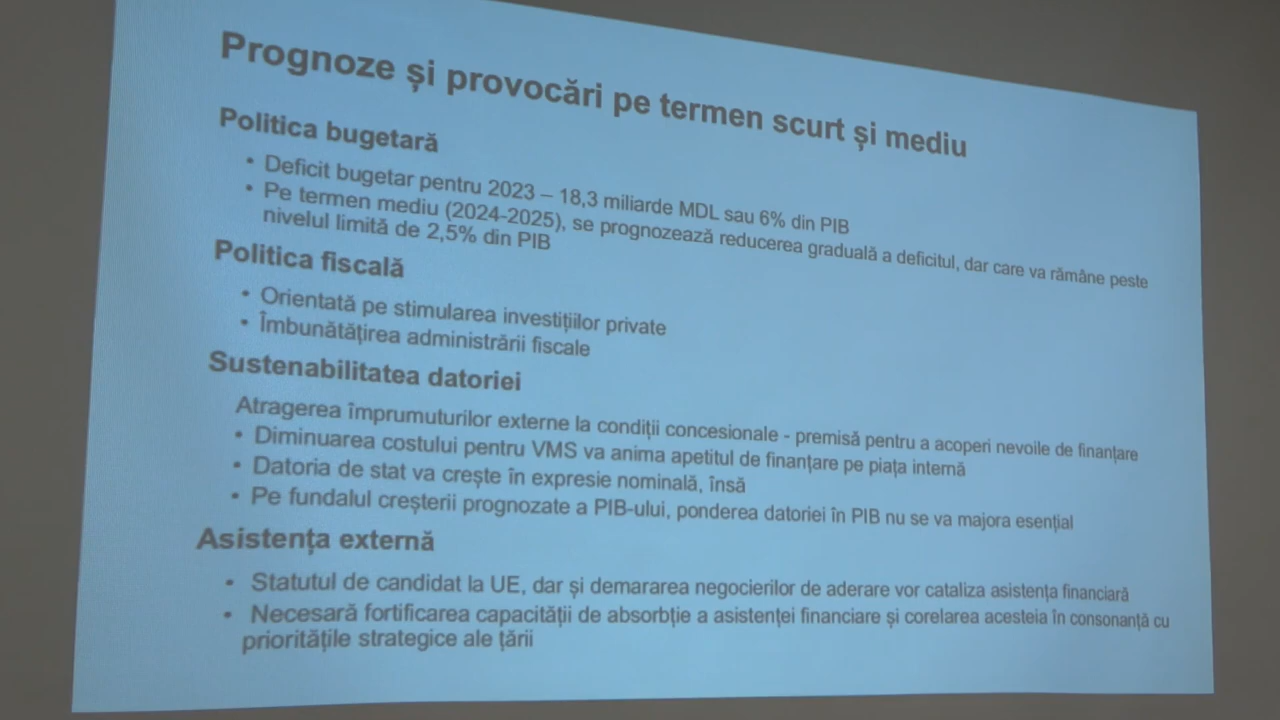 Prognoze și provocări pe termen scurt și mediu
Politica bugetară
• Deficit bugetar pentru 2023 – 18,3 miliarde MDL sau 6% din PIB
• Pe termen mediu (2024-2025), se prognozează reducerea graduală a deficitul, dar care va rămâne peste
nivelul limită de 2,5% din PIB
Politica fiscală
• Orientată pe stimularea investițiilor private
• Îmbunătățirea administrării fiscale
Sustenabilitatea datoriei
Atragerea împrumuturilor externe la condiții concesionale - premisă pentru a acoperi nevoile de finanțare
• Diminuarea costului pentru VMS va anima apetitul de finanțare pe piața internă
• Datoria de stat va crește în expresie nominală, însă
• Pe fundalul creșterii prognozate a PIB-ului, ponderea datoriei în PIB nu se va majora esențial
Asistența externă
• Statutul de candidat la UE, dar și demararea negocierilor de aderare vor cataliza asistența financiară
• Necesară fortificarea capacității de absorbție a asistenței financiare și corelarea acesteia în consonanță cu
prioritățile strategice ale țării